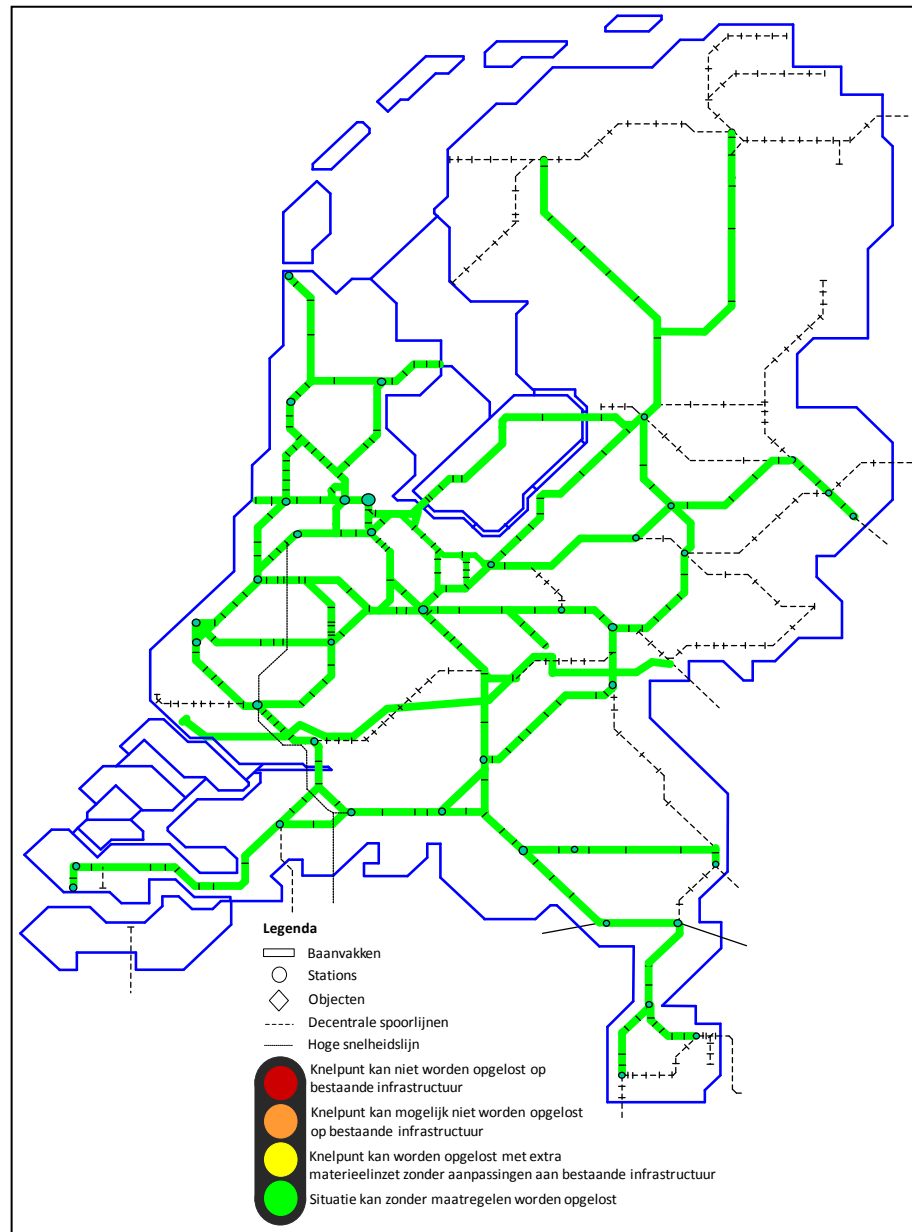 Legenda
Baanvakken
Stations
Objecten
Decentrale spoorlijnen
Hoge snelheidslijn
Knelpunt kan niet worden opgelost op
bestaande infrastructuur
Knelpunt kan mogelijk niet worden opgelost
op bestaande infrastructuur
Knelpunt kan worden opgelost met extra
materieelinzet zonder aanpassingen aan bestaande infrastructuur
Situatie kan zonder maatregelen worden opgelost